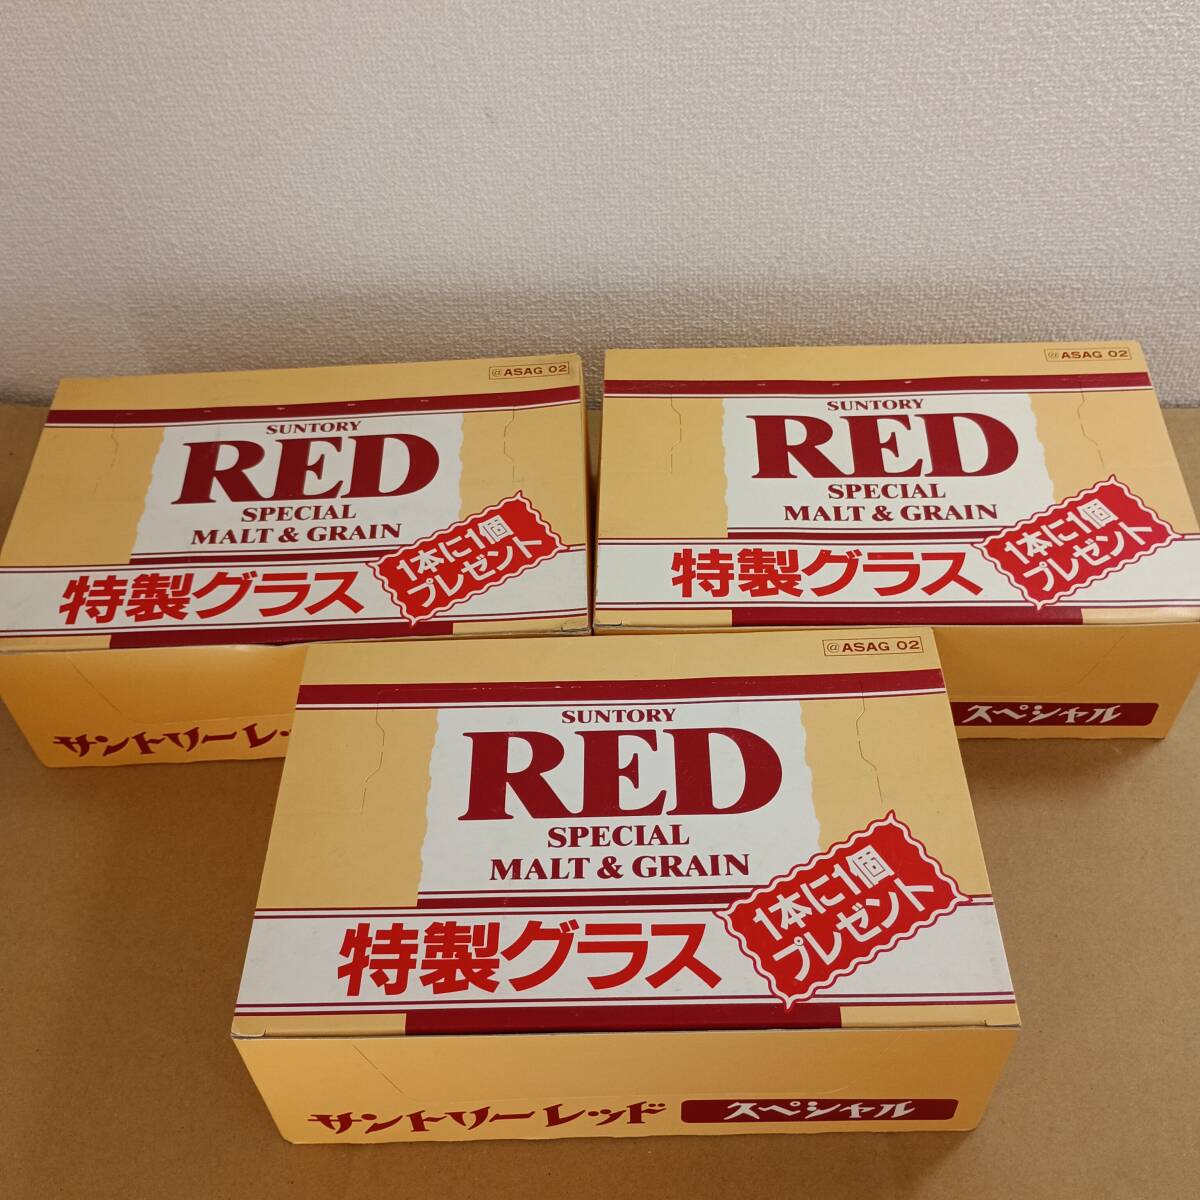 @ASAG 02
SUNTORY
RED
SPECIAL
MALT & GRAIN
特製グラス
1本に1個
プレゼント
サントリーレッ
@ASAG 02
SUNTORY
RED
SPECIAL
MALT & GRAIN
特製グラス
1本に1個
プレゼント
スペシャル
@ASAG 02
SUNTORY
RED
SPECIAL
MALT & GRAIN
特製グラス
1本に1個
プレゼント
サントリーレッド スペシャル